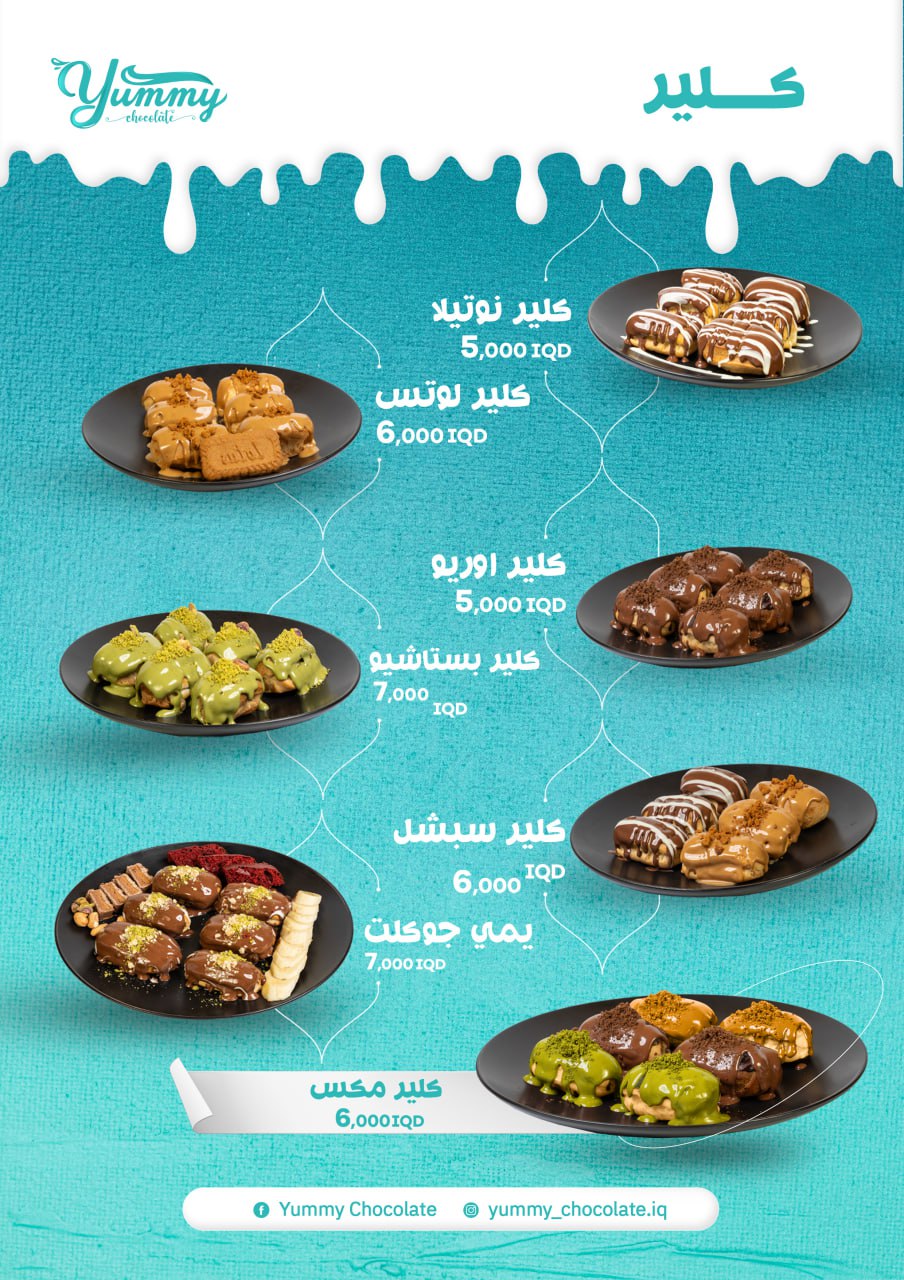 Yummy
chocolate
كلير
كلير نوتيلا
5,000 IQD
كلير لوتس
6,000 IQD
كلير اوريو
5,000 IQD
كلير بستاشيو
7,000
IQD
كلير سبشل
6,000 IQD
يمي جوكلت
7,000 IQD
كلير مكس
6,000 IQD
Yummy Chocolate yummy_chocolate.iq